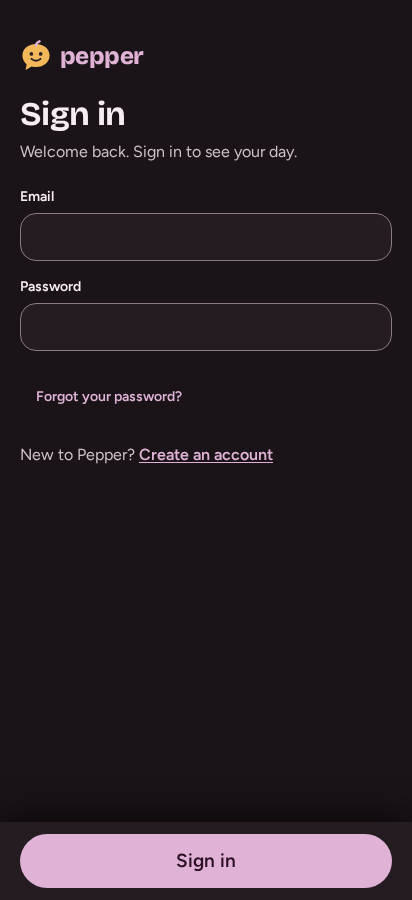 pepper
Sign in
Welcome back. Sign in to see your day.
Email
Password
Forgot your password?
New to Pepper? Create an account
Sign in